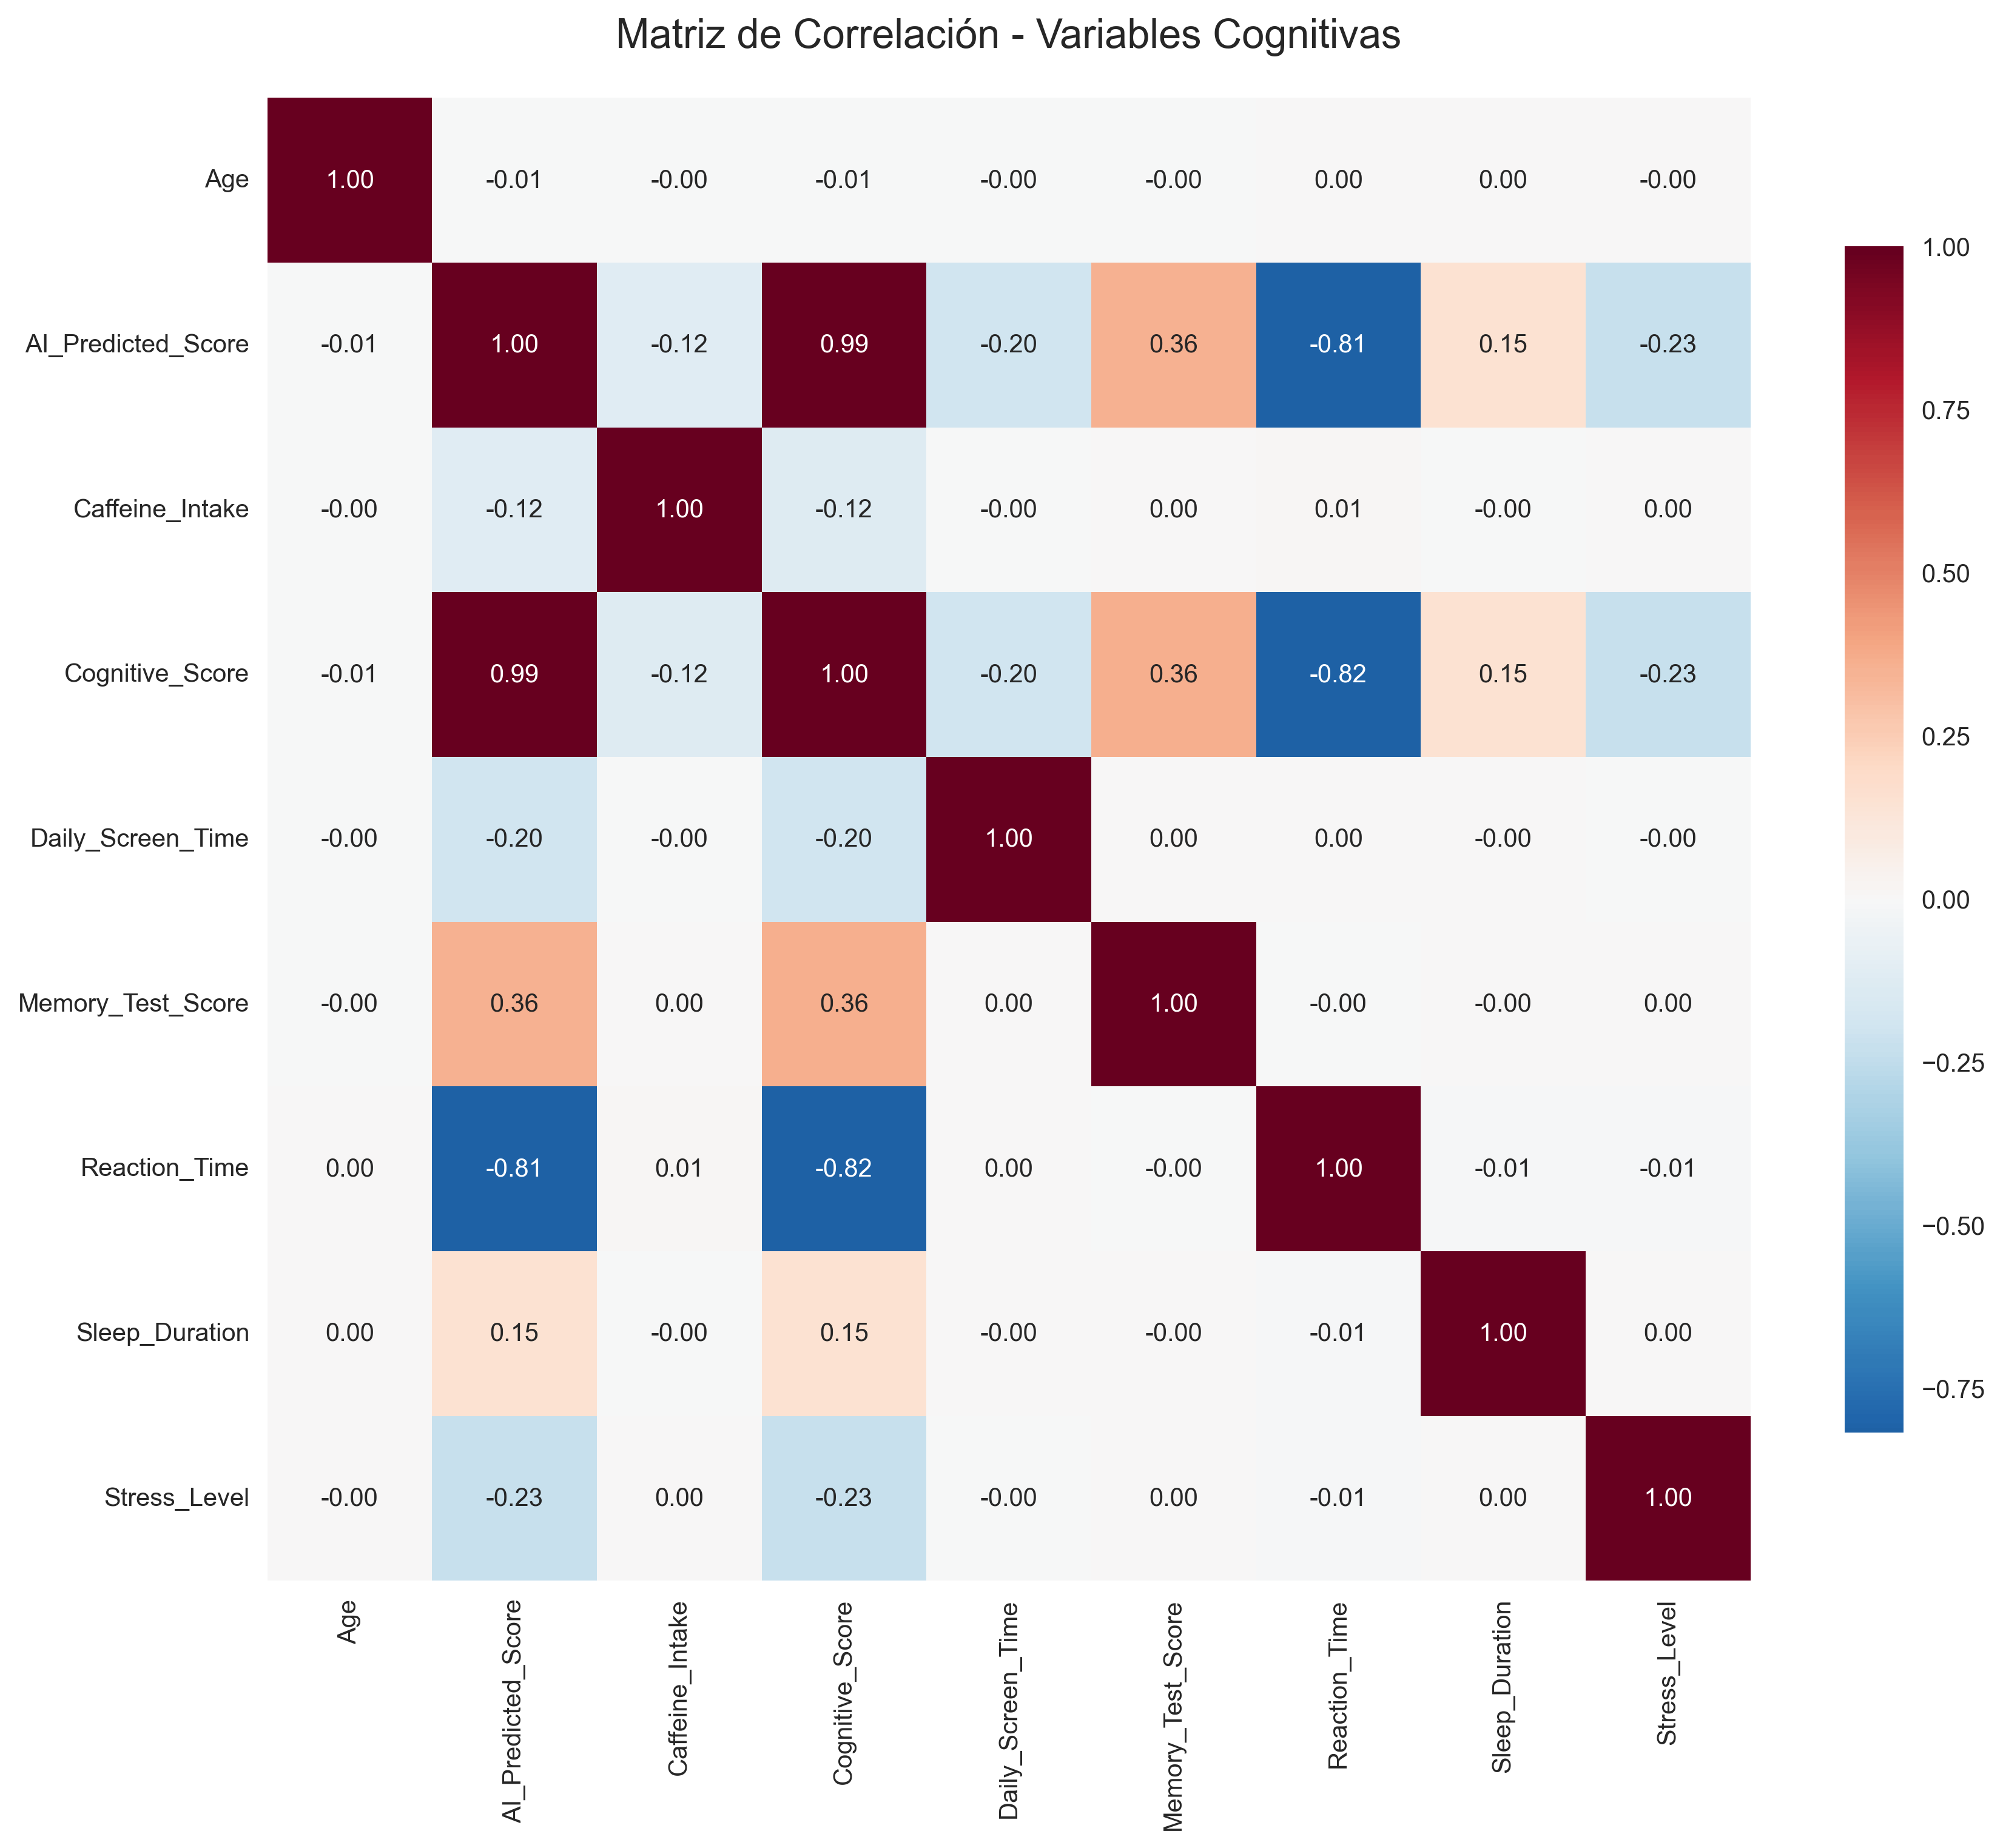 Matriz de Correlación - Variables Cognitivas
Age 1.00 -0.01 -0.00 -0.01 -0.00 -0.00 0.00 0.00 -0.00
AI_Predicted_Score -0.01 1.00 -0.12 0.99 -0.20 0.36 -0.81 0.15 -0.23
Caffeine_Intake -0.00 -0.12 1.00 -0.12 -0.00 0.00 0.01 -0.00 0.00
Cognitive_Score -0.01 0.99 -0.12 1.00 -0.20 0.36 -0.82 0.15 -0.23
Daily_Screen_Time -0.00 -0.20 -0.00 -0.20 1.00 0.00 0.00 -0.00 -0.00
Memory_Test_Score -0.00 0.36 0.00 0.36 0.00 1.00 -0.00 -0.00 0.00
Reaction_Time 0.00 -0.81 0.01 -0.82 0.00 -0.00 1.00 -0.01 -0.01
Sleep_Duration 0.00 0.15 -0.00 0.15 -0.00 -0.00 -0.01 1.00 0.00
Stress_Level -0.00 -0.23 0.00 -0.23 -0.00 0.00 -0.01 0.00 1.00
Age
AI_Predicted_Score
Caffeine_Intake
Cognitive_Score
Daily_Screen_Time
Memory_Test_Score
Reaction_Time
Sleep_Duration
Stress_Level
1.00
0.75
0.50
0.25
0.00
−0.25
−0.50
−0.75